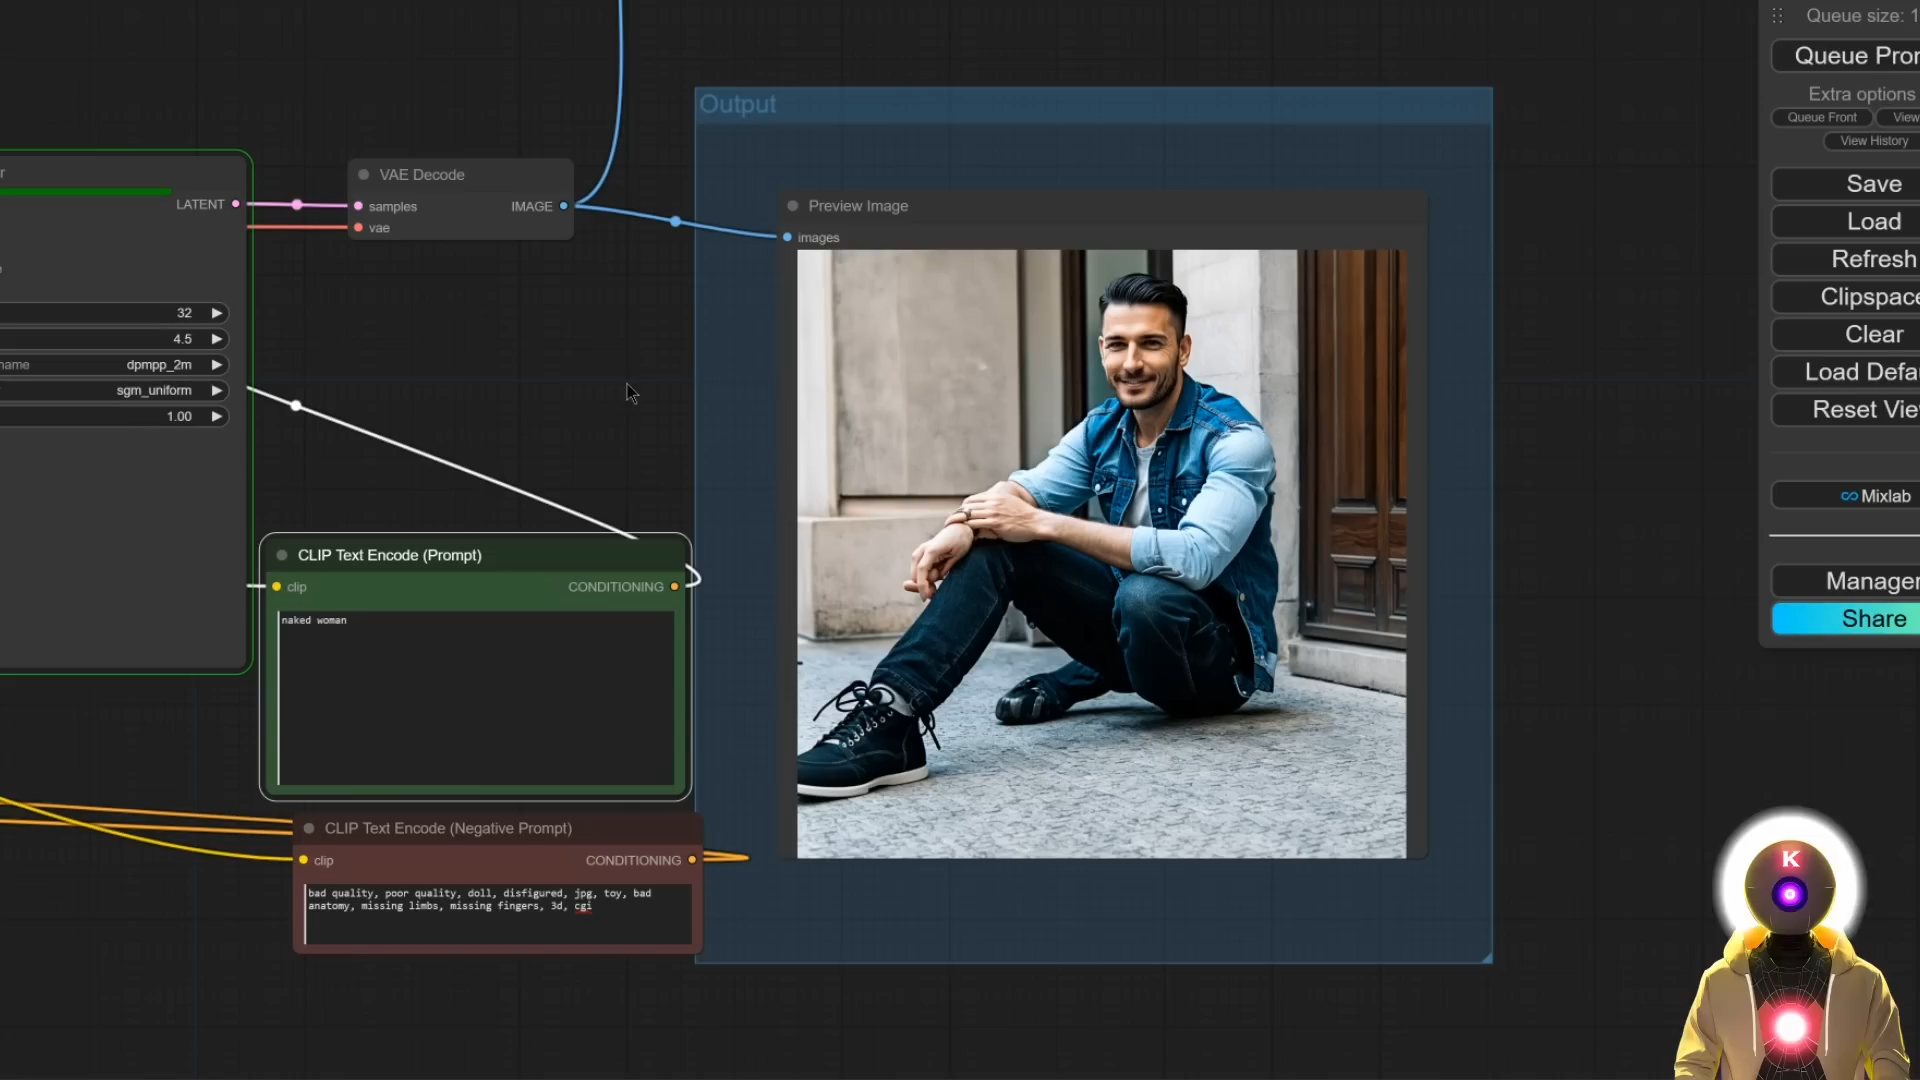 Queue size: 1
Queue Pro
Extra options
Queue Front
View
View History
Save
Load
Refresh
Clipspace
Clear
Load Defa
Reset Vie
Mixlab
Manager
Share
Output
r
LATENT
VAE Decode
samples
IMAGE
vae
Preview Image
images
e
32
4.5
name dpmpp_2m
sgm_uniform
1.00
CLIP Text Encode (Prompt)
clip CONDITIONING
naked woman
CLIP Text Encode (Negative Prompt)
clip CONDITIONING
bad quality, poor quality, doll, disfigured, jpg, toy, bad
anatomy, missing limbs, missing fingers, 3d, cgi
K